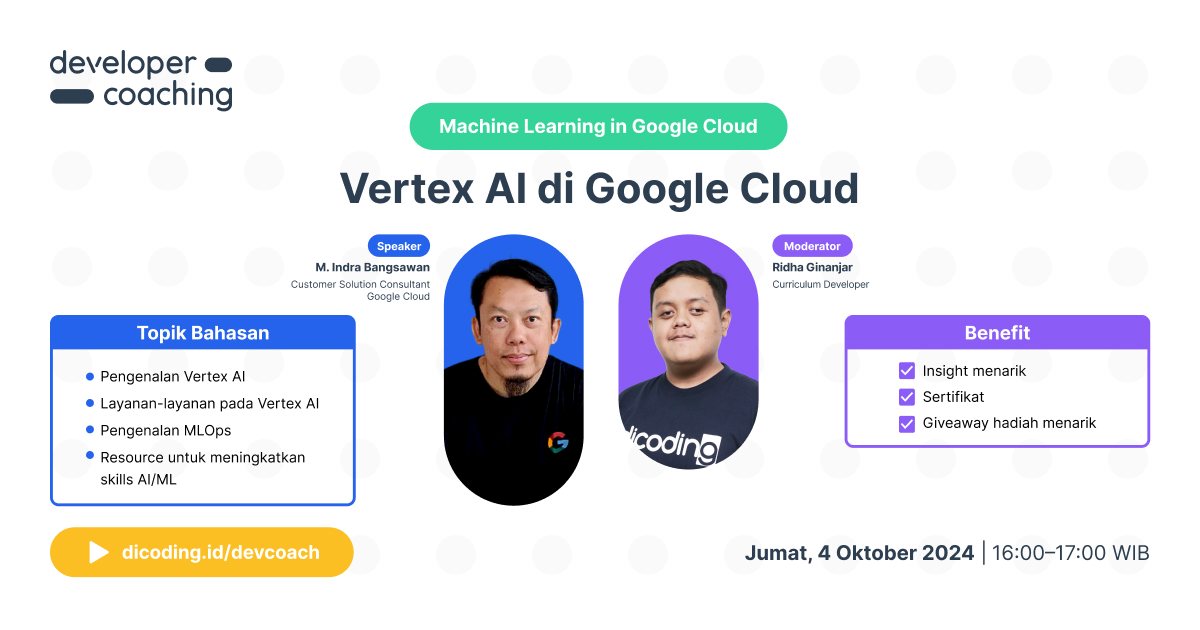 developer
coaching
Machine Learning in Google Cloud
Vertex AI di Google Cloud
Speaker
M. Indra Bangsawan
Customer Solution Consultant
Google Cloud
Moderator
Ridha Ginanjar
Curriculum Developer
Topik Bahasan
Pengenalan Vertex AI
Layanan-layanan pada Vertex AI
Pengenalan MLOps
Resource untuk meningkatkan
skills AI/ML
G
dicoding
Benefit
Insight menarik
Sertifikat
Giveaway hadiah menarik
dicoding.id/devcoach
Jumat, 4 Oktober 2024 | 16:00–17:00 WIB